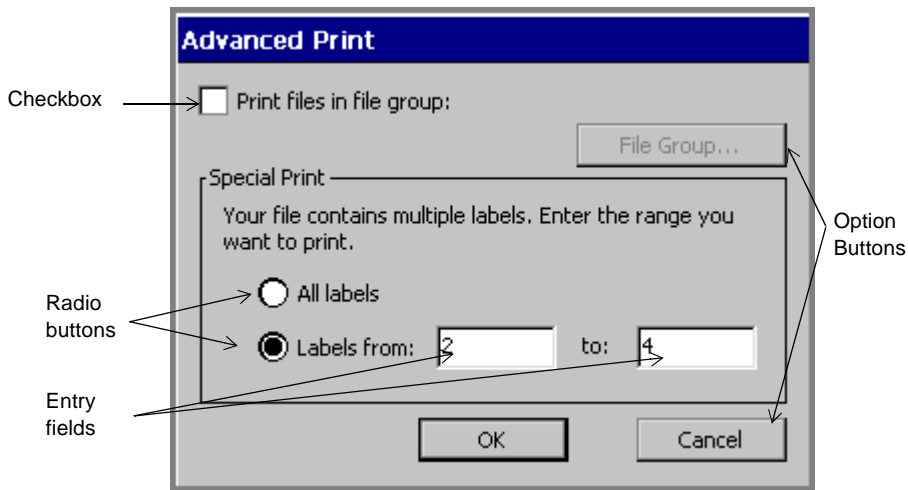 Advanced Print
Checkbox
Print files in file group:
File Group...
Special Print
Your file contains multiple labels. Enter the range you
want to print.
Option
Buttons
All labels
Radio
buttons
Labels from: 2 to: 4
Entry
fields
OK Cancel